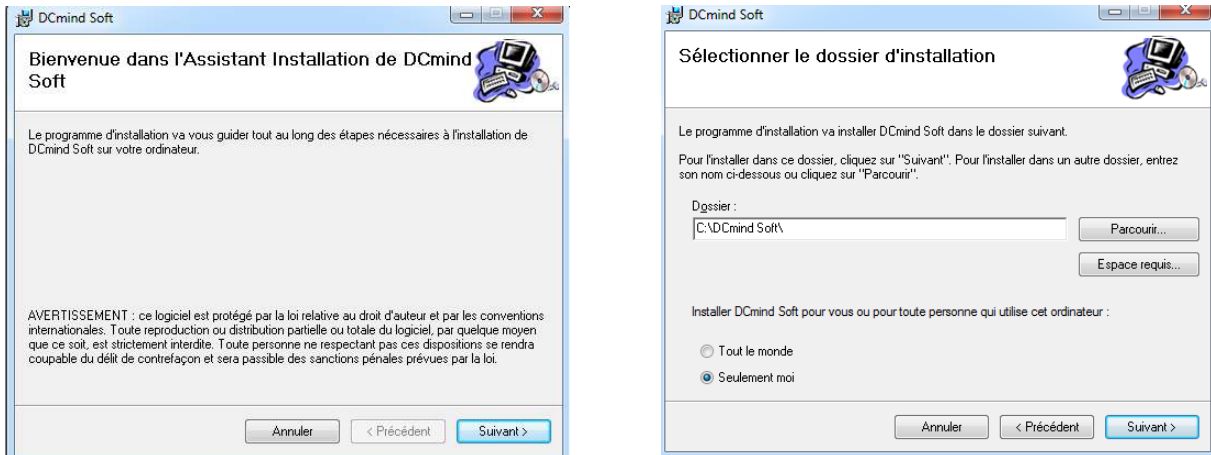 DCmind Soft
Bienvenue dans l'Assistant Installation de DCmind
Soft
Le programme d'installation va vous guider tout au long des étapes nécessaires à l'installation de
DCmind Soft sur votre ordinateur.
AVERTISSEMENT : ce logiciel est protégé par la loi relative au droit d'auteur et par les conventions
internationales. Toute reproduction ou distribution partielle ou totale du logiciel, par quelque moyen
que ce soit, est strictement interdite. Toute personne ne respectant pas ces dispositions se rendra
coupable du délit de contrefaçon et sera passible des sanctions pénales prévues par la loi.
Annuler
< Précédent
Suivant >
DCmind Soft
Sélectionner le dossier d'installation
Le programme d'installation va installer DCmind Soft dans le dossier suivant.
Pour l'installer dans ce dossier, cliquez sur "Suivant". Pour l'installer dans un autre dossier, entrez
son nom ci-dessous ou cliquez sur "Parcourir".
Dossier :
C:\DCmind Soft\
Parcourir...
Espace requis...
Installer DCmind Soft pour vous ou pour toute personne qui utilise cet ordinateur :
Tout le monde
Seulement moi
Annuler
< Précédent
Suivant >